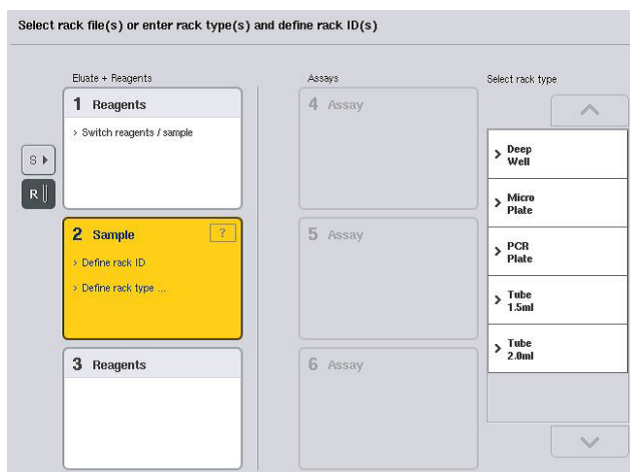 Select rack file(s) or enter rack type(s) and define rack ID(s)
Eluate + Reagents
Assays
Select rack type
1 Reagents
> Switch reagents / sample
S
R
2 Sample ?
> Define rack ID
> Define rack type ...
3 Reagents
4 Assay
5 Assay
6 Assay
> Deep
Well
> Micro
Plate
> PCR
Plate
> Tube
1.5ml
> Tube
2.0ml